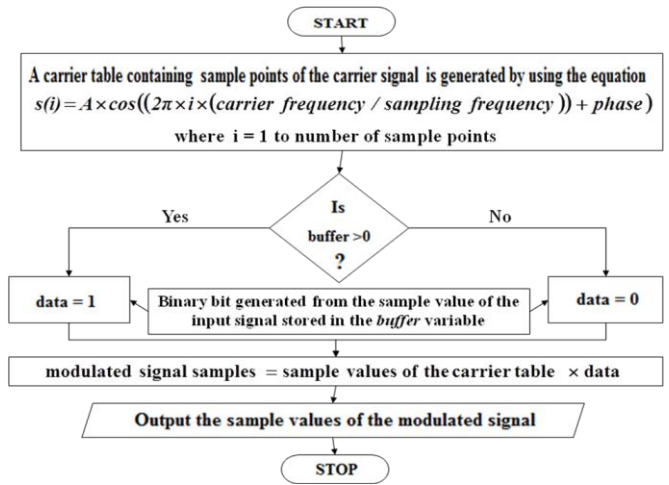 START
A carrier table containing sample points of the carrier signal is generated by using the equation
s(i) = A × cos((2π × i × (carrier frequency / sampling frequency)) + phase)
where i = 1 to number of sample points
Is
buffer >0
?
Yes
No
data = 1
Binary bit generated from the sample value of the
input signal stored in the buffer variable
data = 0
modulated signal samples = sample values of the carrier table × data
Output the sample values of the modulated signal
STOP